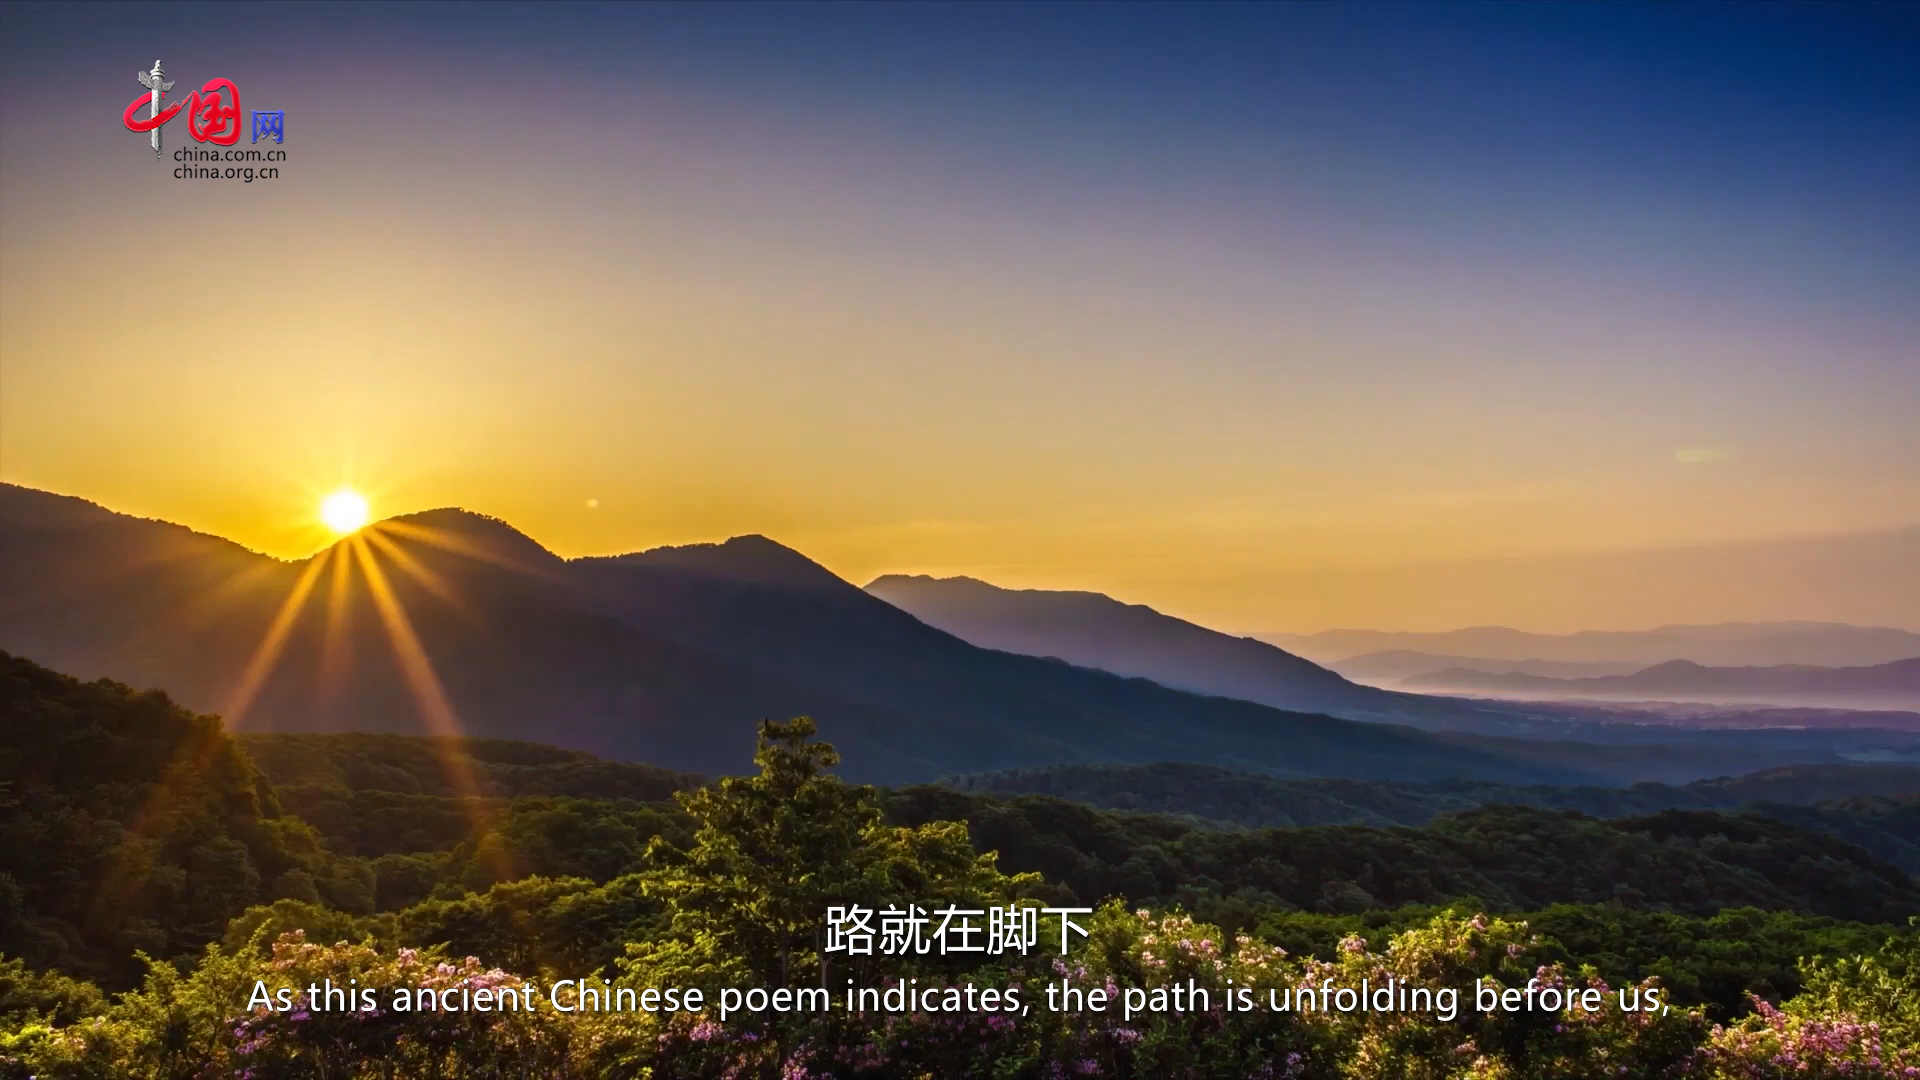 中国网
china.com.cn
china.org.cn
路就在脚下
As this ancient Chinese poem indicates, the path is unfolding before us,